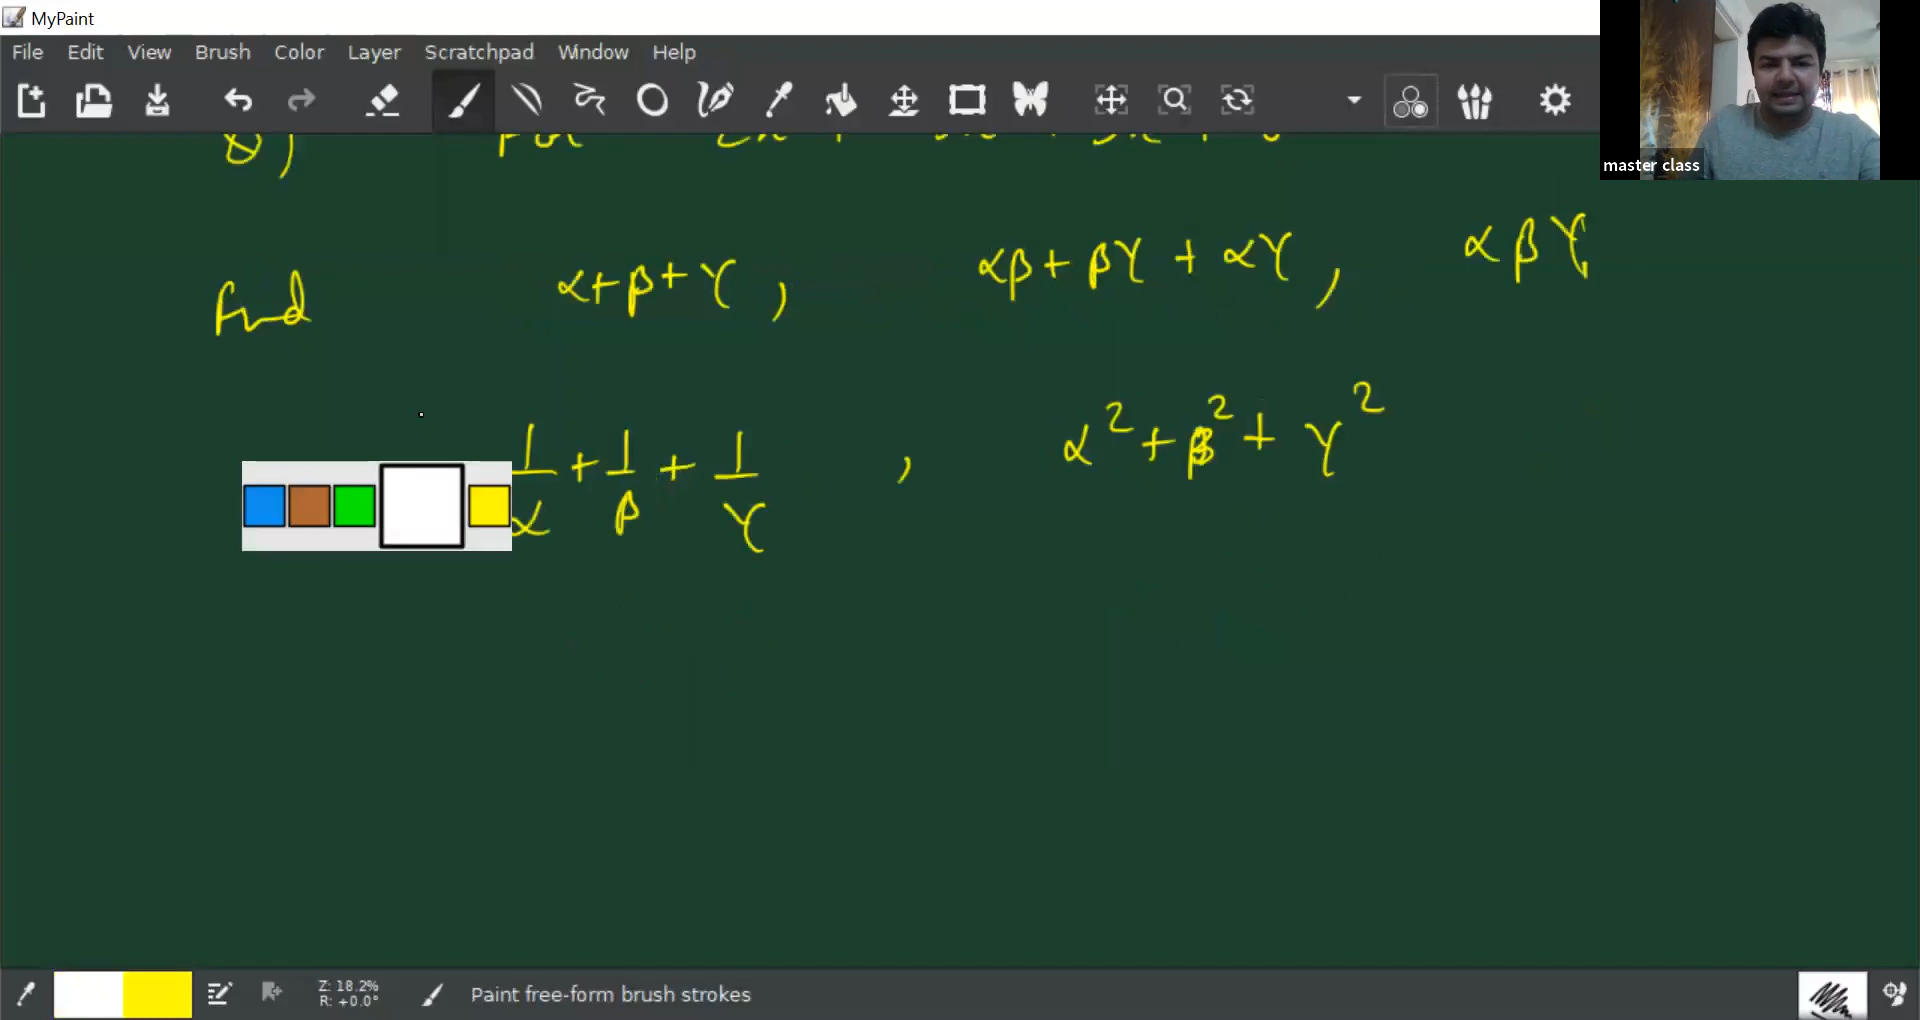 MyPaint
File Edit View Brush Color Layer Scratchpad Window Help
master class
Find α+β+γ, αβ+βγ+αγ, αβγ
1/α + 1/β + 1/γ , α²+β²+γ²
Z: 18.2%
R: +0.0°
Paint free-form brush strokes